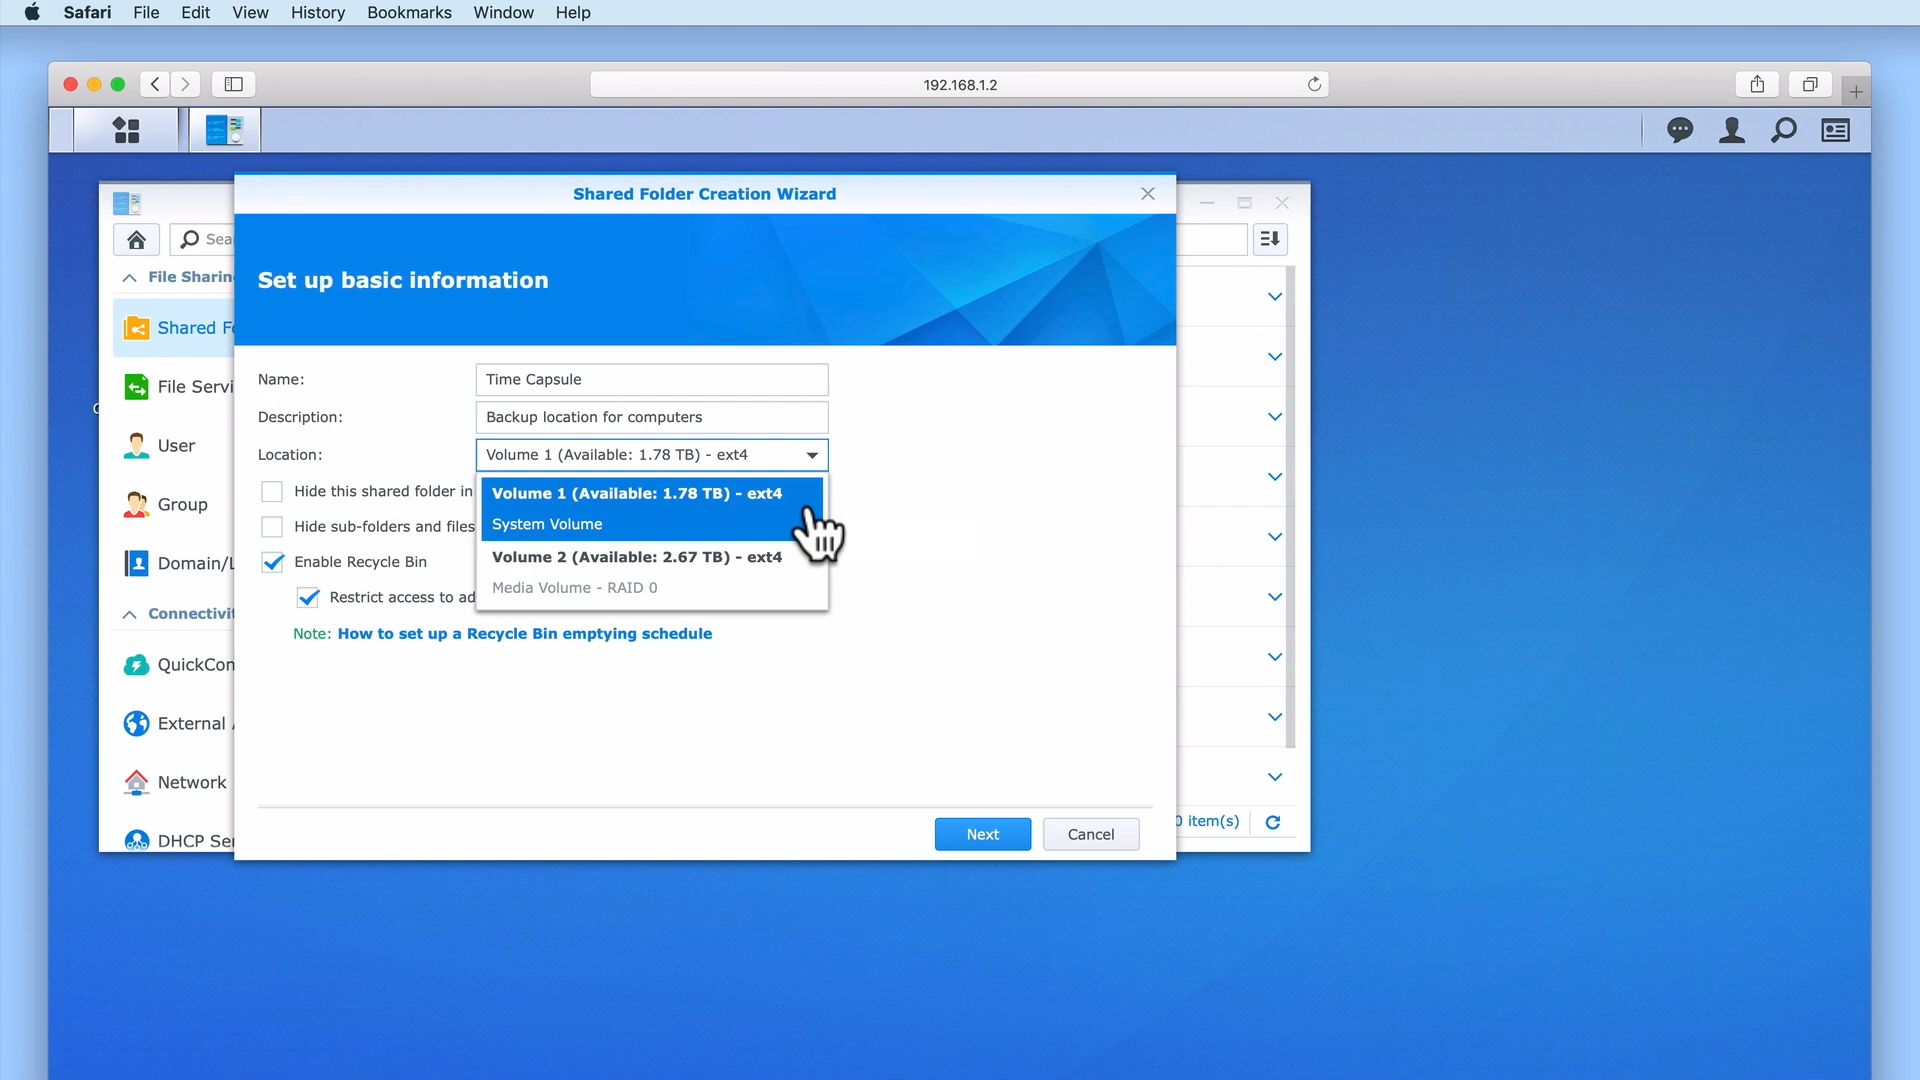 Safari File Edit View History Bookmarks Window Help
192.168.1.2
Shared Folder Creation Wizard
Sea
File Sharin
Set up basic information
Shared Fo
File Servi
User
Group
Domain/L
Connectivit
QuickCon
External A
Network
DHCP Ser
Name: Time Capsule
Description: Backup location for computers
Location: Volume 1 (Available: 1.78 TB) - ext4
Hide this shared folder in
Volume 1 (Available: 1.78 TB) - ext4
System Volume
Hide sub-folders and files
Volume 2 (Available: 2.67 TB) - ext4
Enable Recycle Bin
Media Volume - RAID 0
Restrict access to ad
Note: How to set up a Recycle Bin emptying schedule
Next Cancel
0 item(s)